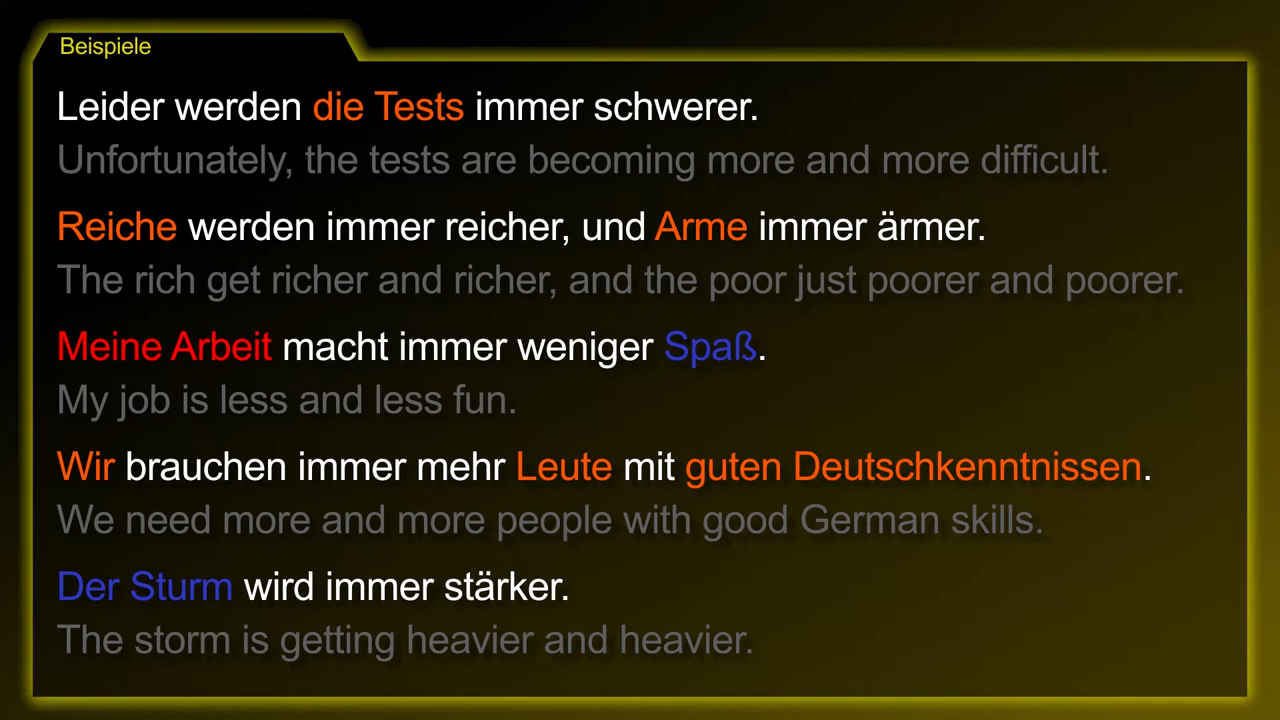 Beispiele
Leider werden die Tests immer schwerer.
Unfortunately, the tests are becoming more and more difficult.
Reiche werden immer reicher, und Arme immer ärmer.
The rich get richer and richer, and the poor just poorer and poorer.
Meine Arbeit macht immer weniger Spaß.
My job is less and less fun.
Wir brauchen immer mehr Leute mit guten Deutschkenntnissen.
We need more and more people with good German skills.
Der Sturm wird immer stärker.
The storm is getting heavier and heavier.